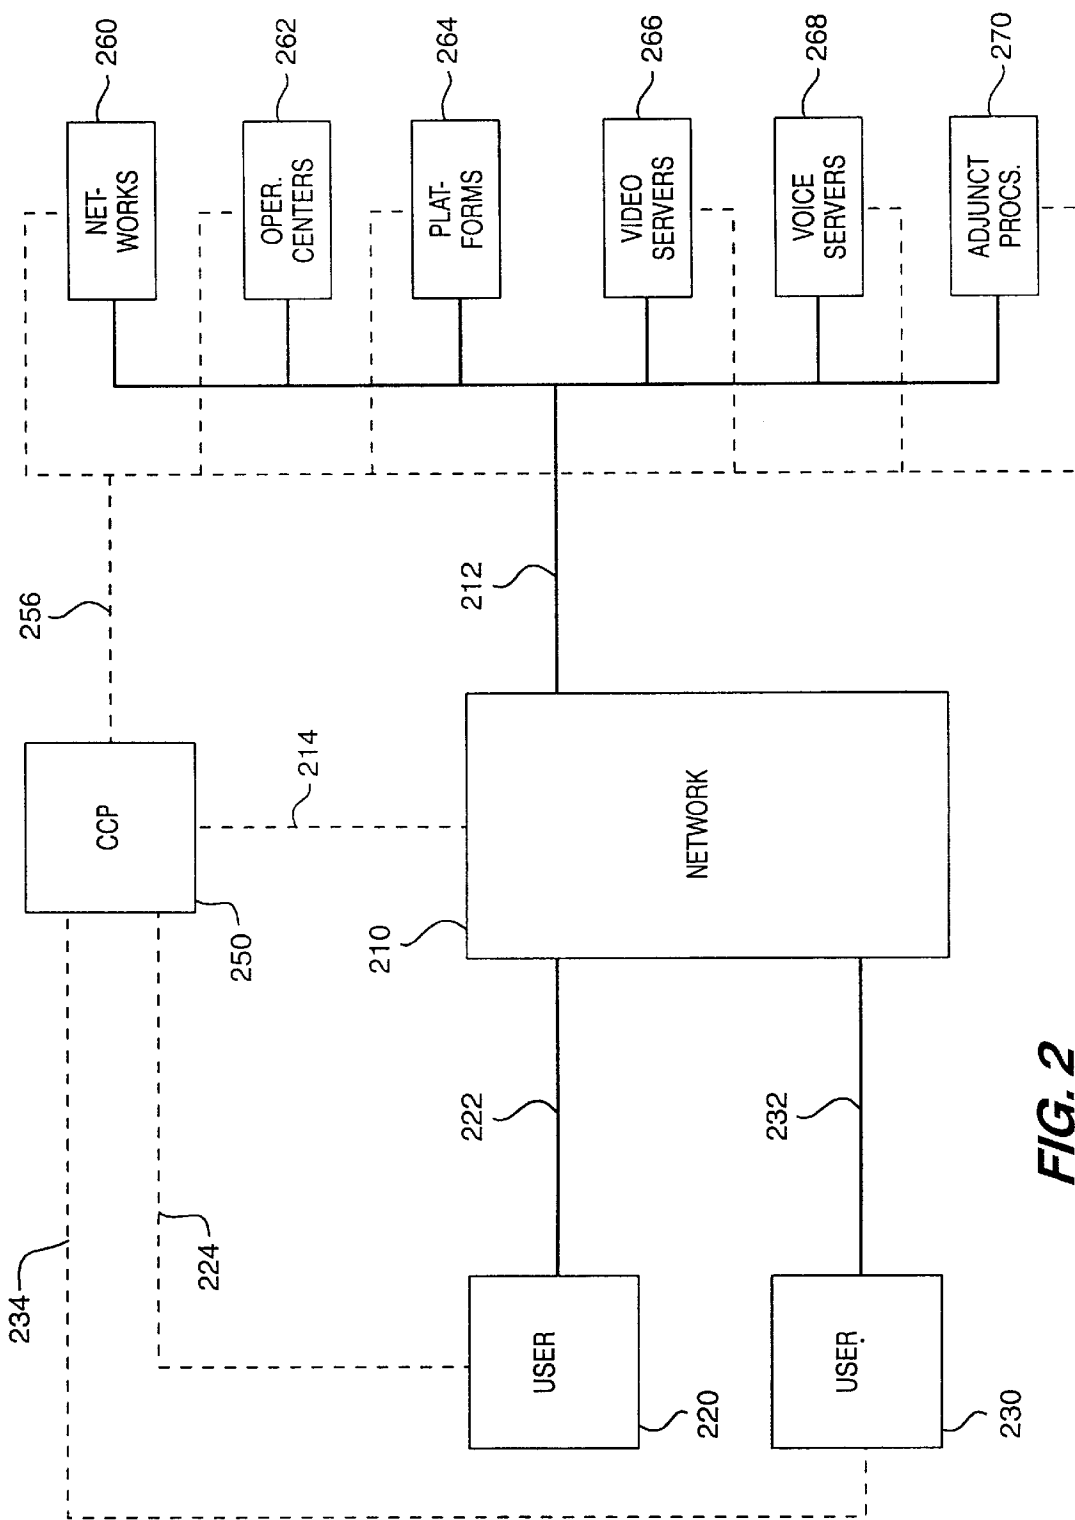 234
224
256
CCP
250
214
USER
220
222
210
NETWORK
212
USER.
230
232
NET-
WORKS
260
OPER.
CENTERS
262
PLAT-
FORMS
264
VIDEO
SERVERS
266
VOICE
SERVERS
268
ADJUNCT
PROCS.
270
FIG. 2